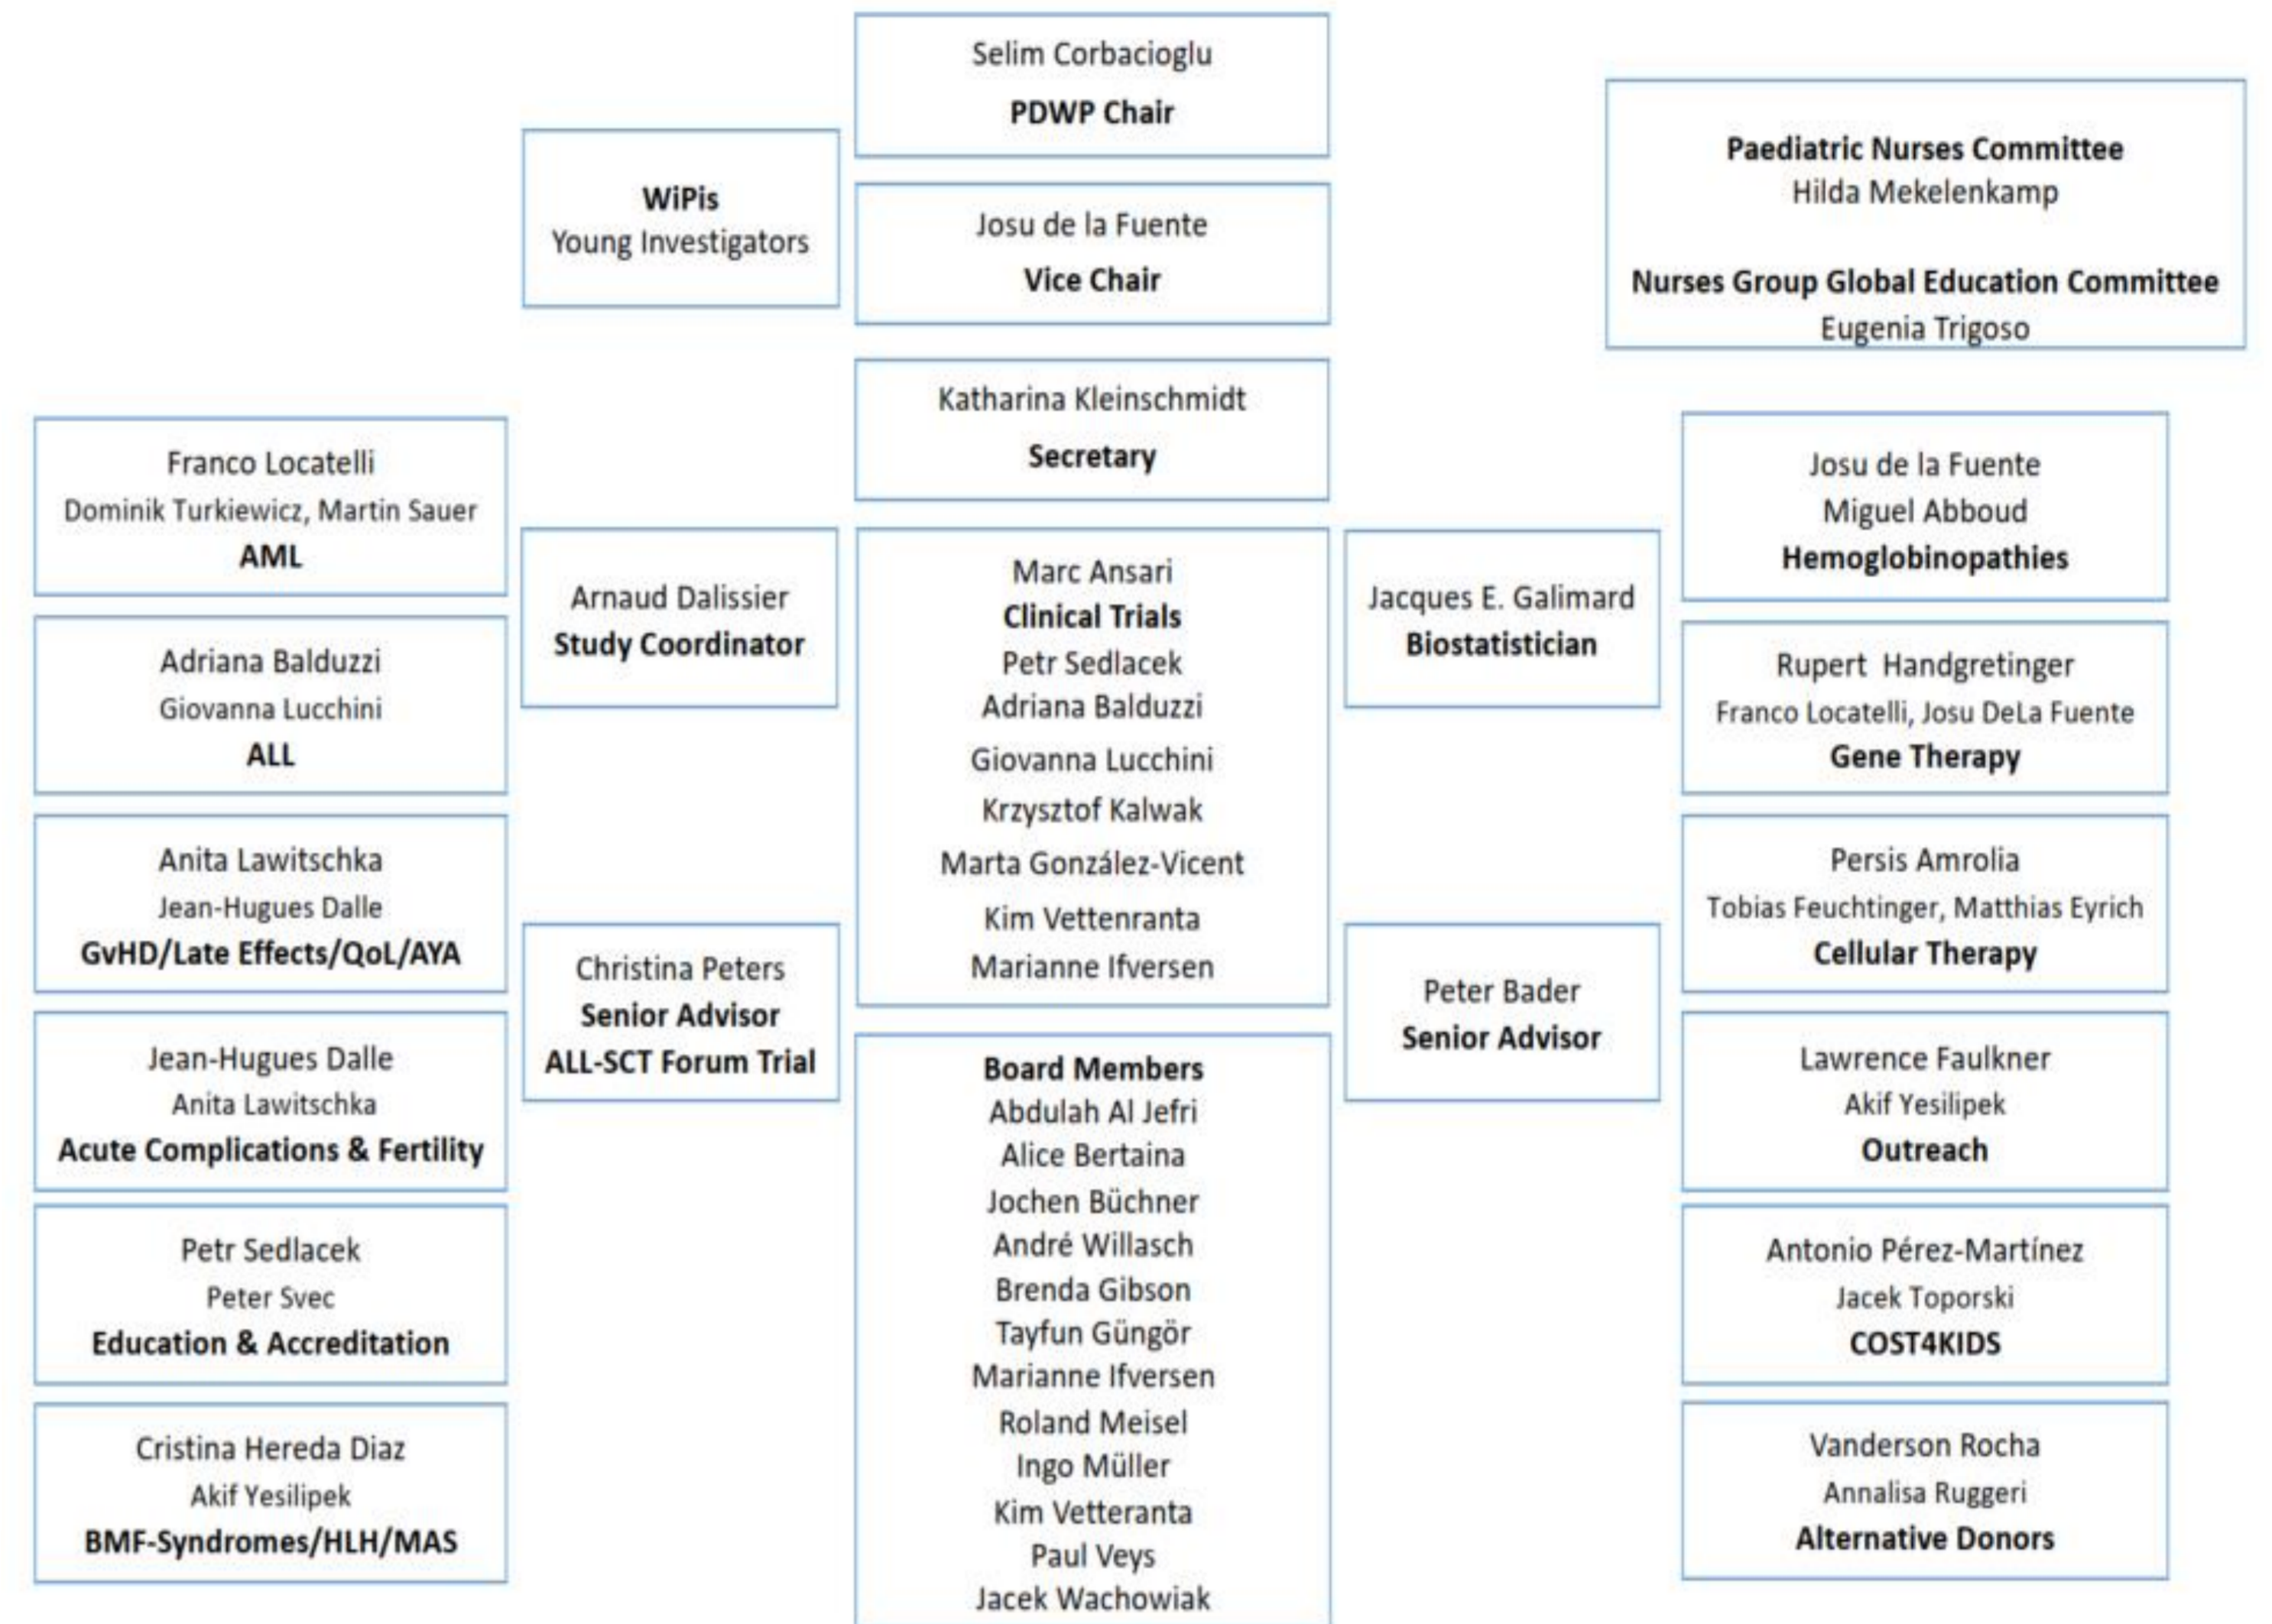 Selim Corbacioglu
PDWP Chair
WiPis
Young Investigators
Josu de la Fuente
Vice Chair
Paediatric Nurses Committee
Hilda Mekelenkamp
Nurses Group Global Education Committee
Eugenia Trigoso
Katharina Kleinschmidt
Secretary
Franco Locatelli
Dominik Turkiewicz, Martin Sauer
AML
Adriana Balduzzi
Giovanna Lucchini
ALL
Anita Lawitschka
Jean-Hugues Dalle
GvHD/Late Effects/QoL/AYA
Jean-Hugues Dalle
Anita Lawitschka
Acute Complications & Fertility
Petr Sedlacek
Peter Svec
Education & Accreditation
Cristina Hereda Diaz
Akif Yesilipek
BMF-Syndromes/HLH/MAS
Arnaud Dalissier
Study Coordinator
Christina Peters
Senior Advisor
ALL-SCT Forum Trial
Marc Ansari
Clinical Trials
Petr Sedlacek
Adriana Balduzzi
Giovanna Lucchini
Krzysztof Kalwak
Marta González-Vicent
Kim Vettenranta
Marianne Ifversen
Board Members
Abdulah Al Jefri
Alice Bertaina
Jochen Büchner
André Willasch
Brenda Gibson
Tayfun Güngör
Marianne Ifversen
Roland Meisel
Ingo Müller
Kim Vetteranta
Paul Veys
Jacek Wachowiak
Jacques E. Galimard
Biostatistician
Peter Bader
Senior Advisor
Josu de la Fuente
Miguel Abboud
Hemoglobinopathies
Rupert Handgretinger
Franco Locatelli, Josu DeLa Fuente
Gene Therapy
Persis Amrolia
Tobias Feuchtinger, Matthias Eyrich
Cellular Therapy
Lawrence Faulkner
Akif Yesilipek
Outreach
Antonio Pérez-Martínez
Jacek Toporski
COST4KIDS
Vanderson Rocha
Annalisa Ruggeri
Alternative Donors